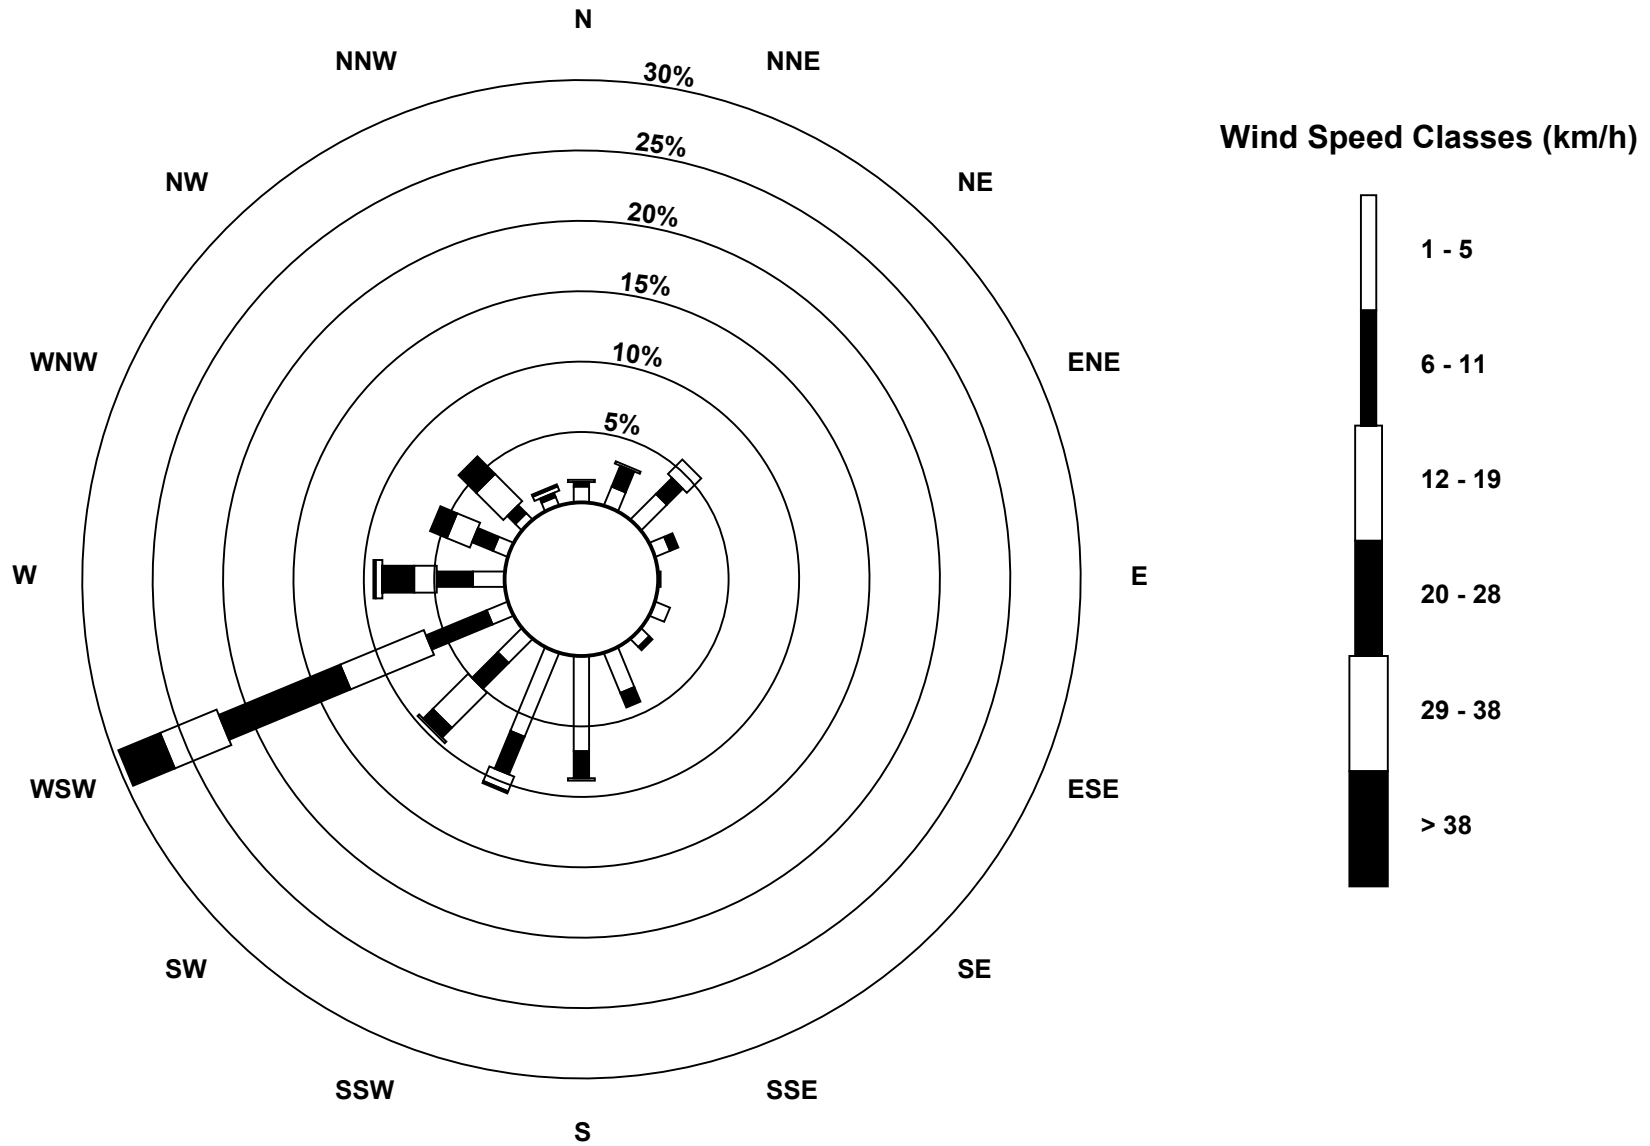 N
NNW
NNE
30%
Wind Speed Classes (km/h)
25%
NW
NE
20%
1 - 5
15%
10%
WNW
ENE
6 - 11
5%
12 - 19
W
E
20 - 28
29 - 38
WSW
ESE
> 38
SW
SE
SSW
SSE
S